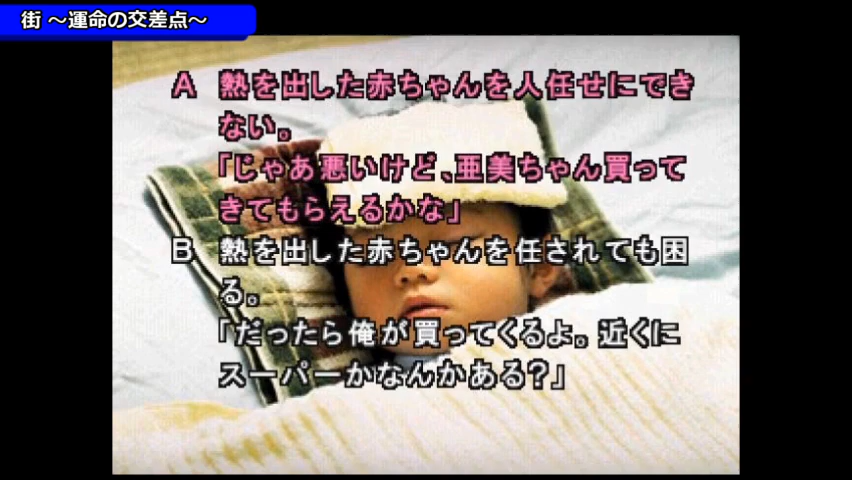 街 ～運命の交差点～
A 熱を出した赤ちゃんを人任せにでき
ない。
「じゃあ悪いけど、亜美ちゃん買って
きてもらえるかな」
B 熱を出した赤ちゃんを任されても困
る。
「だったら俺が買ってくるよ。近くに
スーパーかなんかある？」